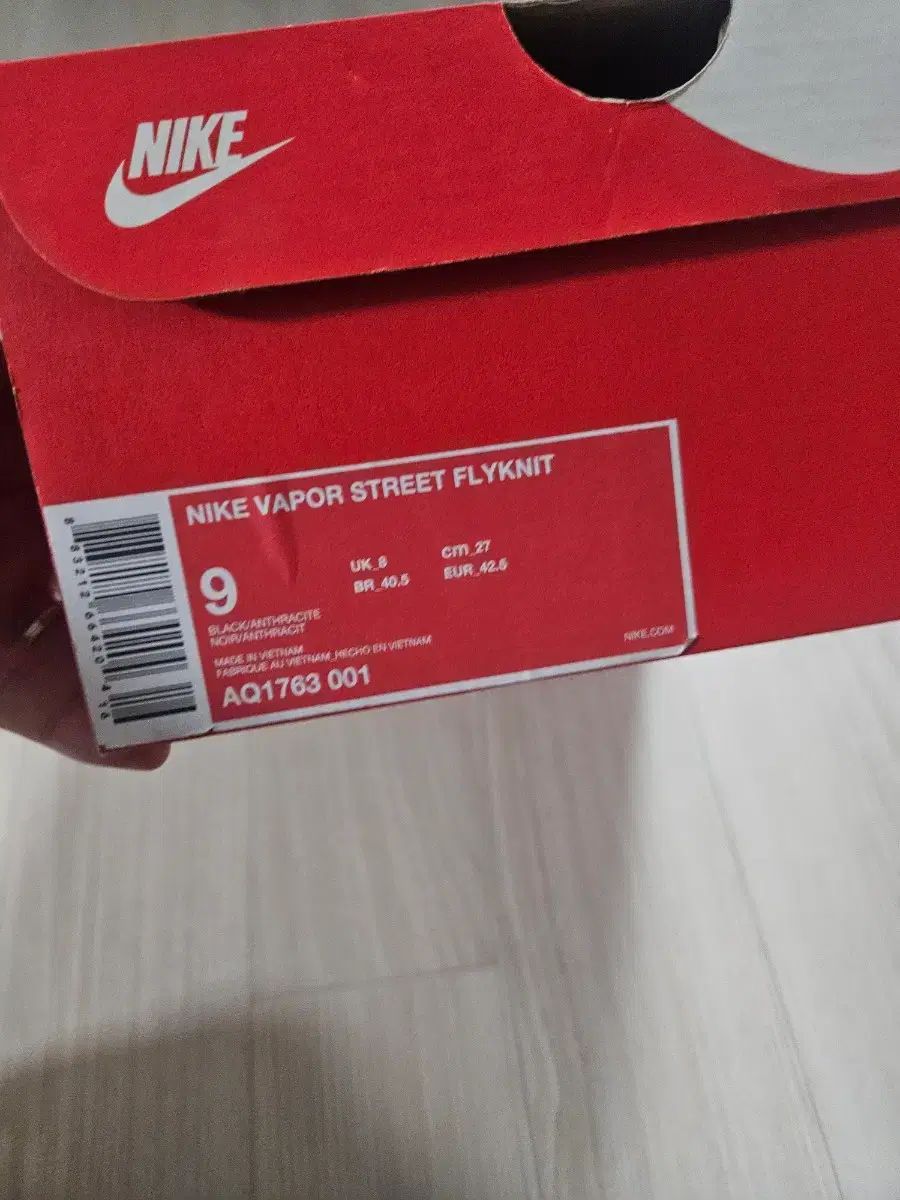 NIKE
NIKE VAPOR STREET FLYKNIT
9
UK_8
cm_27
BR_40.5
EUR_42.5
BLACK/ANTHRACITE
NOIR/ANTHRACIT
MADE IN VIETNAM
FABRIQUE AU VIETNAM_HECHO EN VIETNAM
AQ1763 001
NIKE.COM